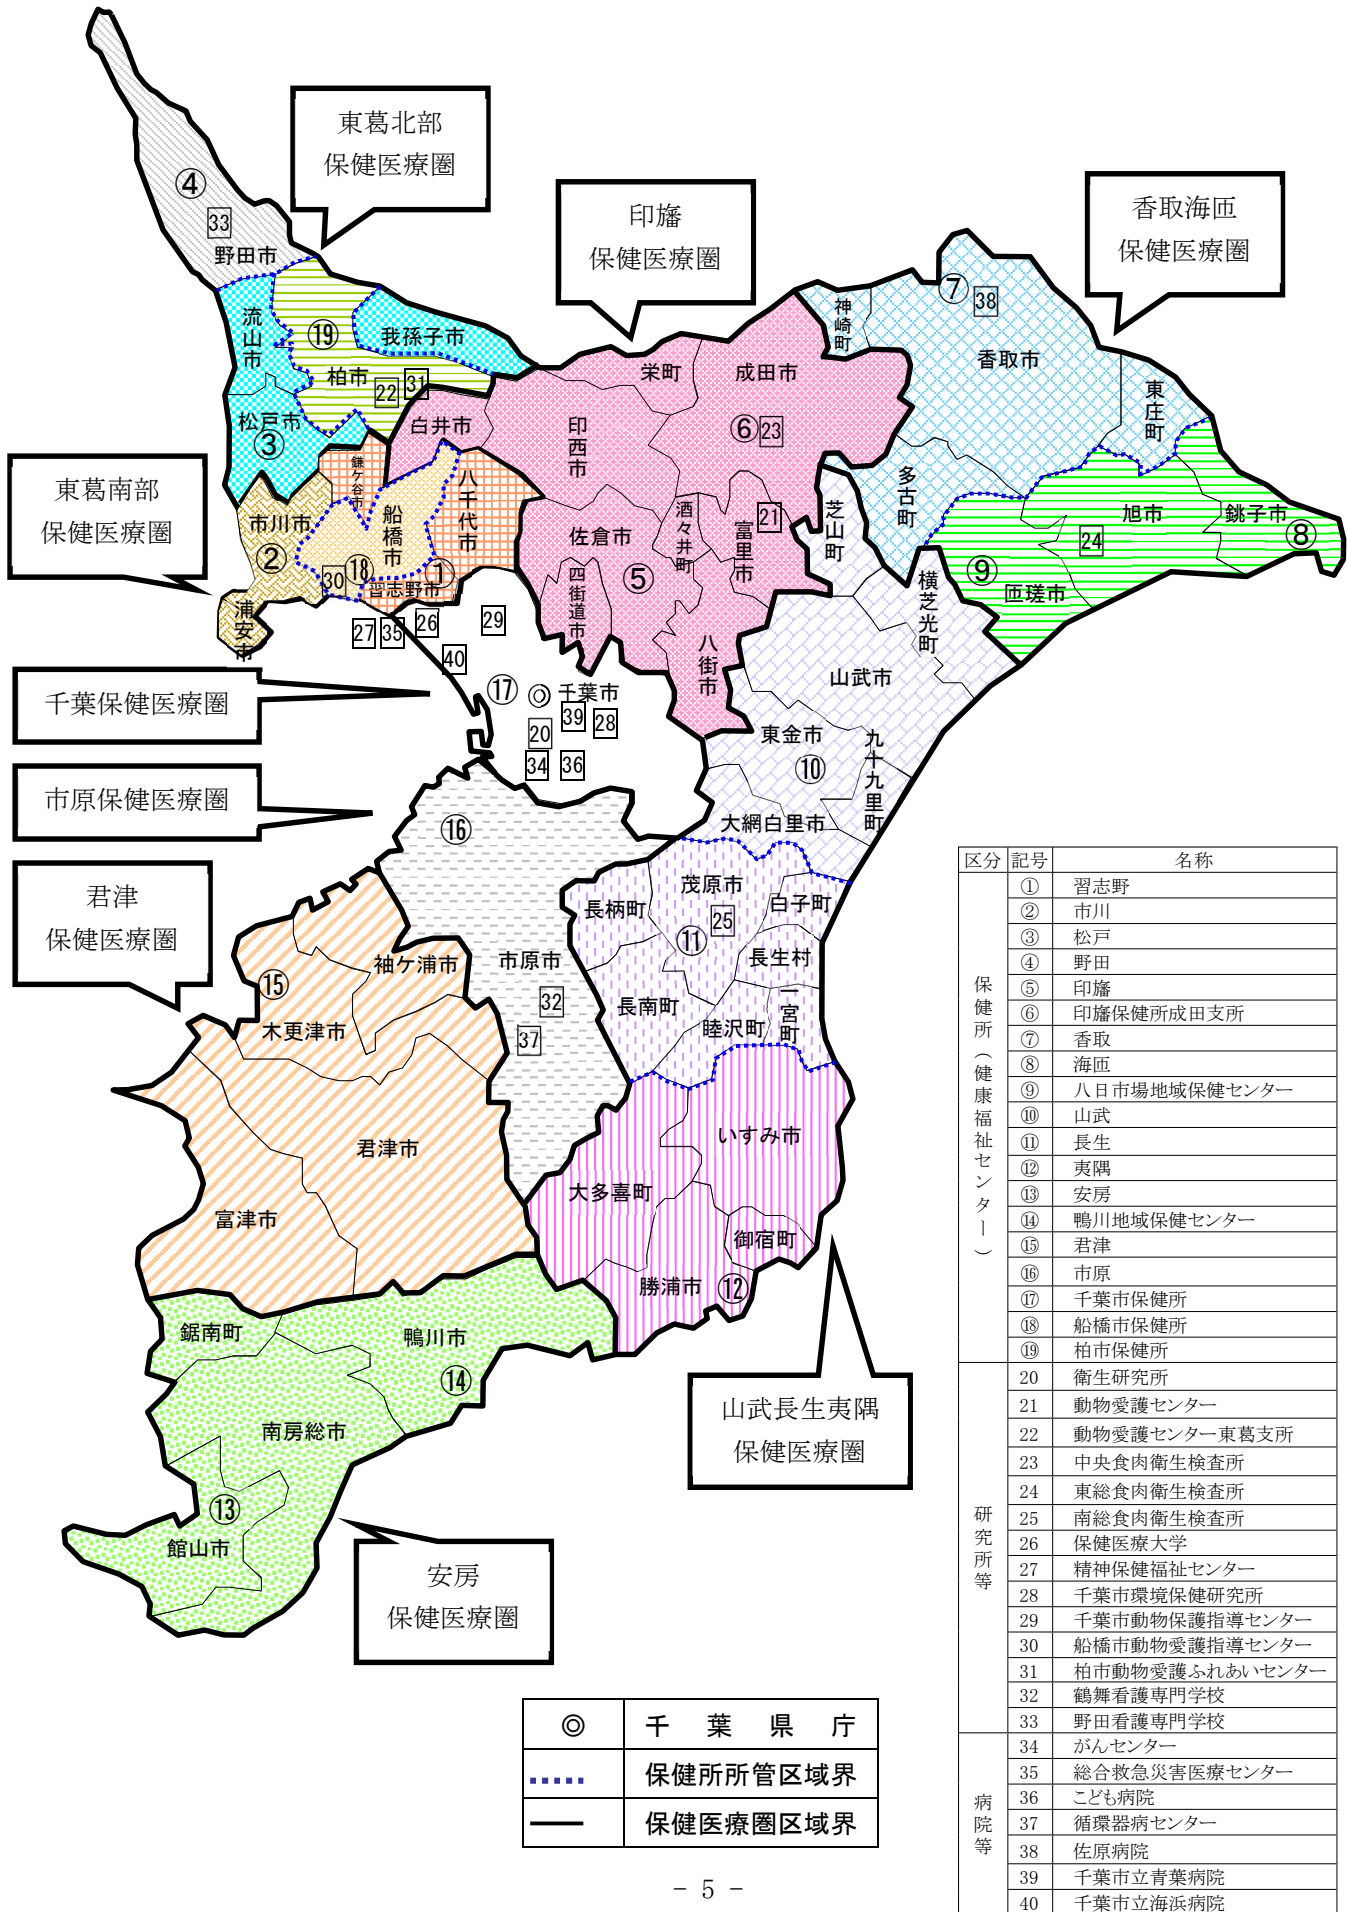 東葛北部
保健医療圏
印旛
保健医療圏
香取海匝
保健医療圏
東葛南部
保健医療圏
千葉保健医療圏
市原保健医療圏
君津
保健医療圏
山武長生夷隅
保健医療圏
安房
保健医療圏
④
33
野田市
流山市
⑲
柏市
22
31
我孫子市
松戸市
③
白井市
鎌ケ谷市
船橋市
⑱
30
八千代市
①
習志野市
市川市
②
浦安市
栄町
成田市
⑥
23
印西市
佐倉市
酒々井町
富里市
21
⑤
四街道市
八街市
神崎町
⑦
38
香取市
東庄町
多古町
旭市
24
銚子市
⑧
⑨
匝瑳市
芝山町
横芝光町
山武市
東金市
⑩
九十九里町
大網白里市
27
35
26
29
40
⑰
◎
千葉市
39
28
20
34
36
⑯
市原市
32
37
茂原市
25
⑪
白子町
長柄町
長生村
長南町
睦沢町
一宮町
いすみ市
大多喜町
御宿町
勝浦市
⑫
袖ケ浦市
⑮
木更津市
君津市
富津市
鋸南町
鴨川市
⑭
南房総市
⑬
館山市
区分 記号 名称
保健所(健康福祉センター)
① 習志野
② 市川
③ 松戸
④ 野田
⑤ 印旛
⑥ 印旛保健所成田支所
⑦ 香取
⑧ 海匝
⑨ 八日市場地域保健センター
⑩ 山武
⑪ 長生
⑫ 夷隅
⑬ 安房
⑭ 鴨川地域保健センター
⑮ 君津
⑯ 市原
⑰ 千葉市保健所
⑱ 船橋市保健所
⑲ 柏市保健所
研究所等
20 衛生研究所
21 動物愛護センター
22 動物愛護センター東葛支所
23 中央食肉衛生検査所
24 東総食肉衛生検査所
25 南総食肉衛生検査所
26 保健医療大学
27 精神保健福祉センター
28 千葉市環境保健研究所
29 千葉市動物保護指導センター
30 船橋市動物愛護指導センター
31 柏市動物愛護ふれあいセンター
32 鶴舞看護専門学校
33 野田看護専門学校
病院等
34 がんセンター
35 総合救急災害医療センター
36 こども病院
37 循環器病センター
38 佐原病院
39 千葉市立青葉病院
40 千葉市立海浜病院
◎ 千葉県庁
保健所所管区域界
保健医療圏区域界
- 5 -